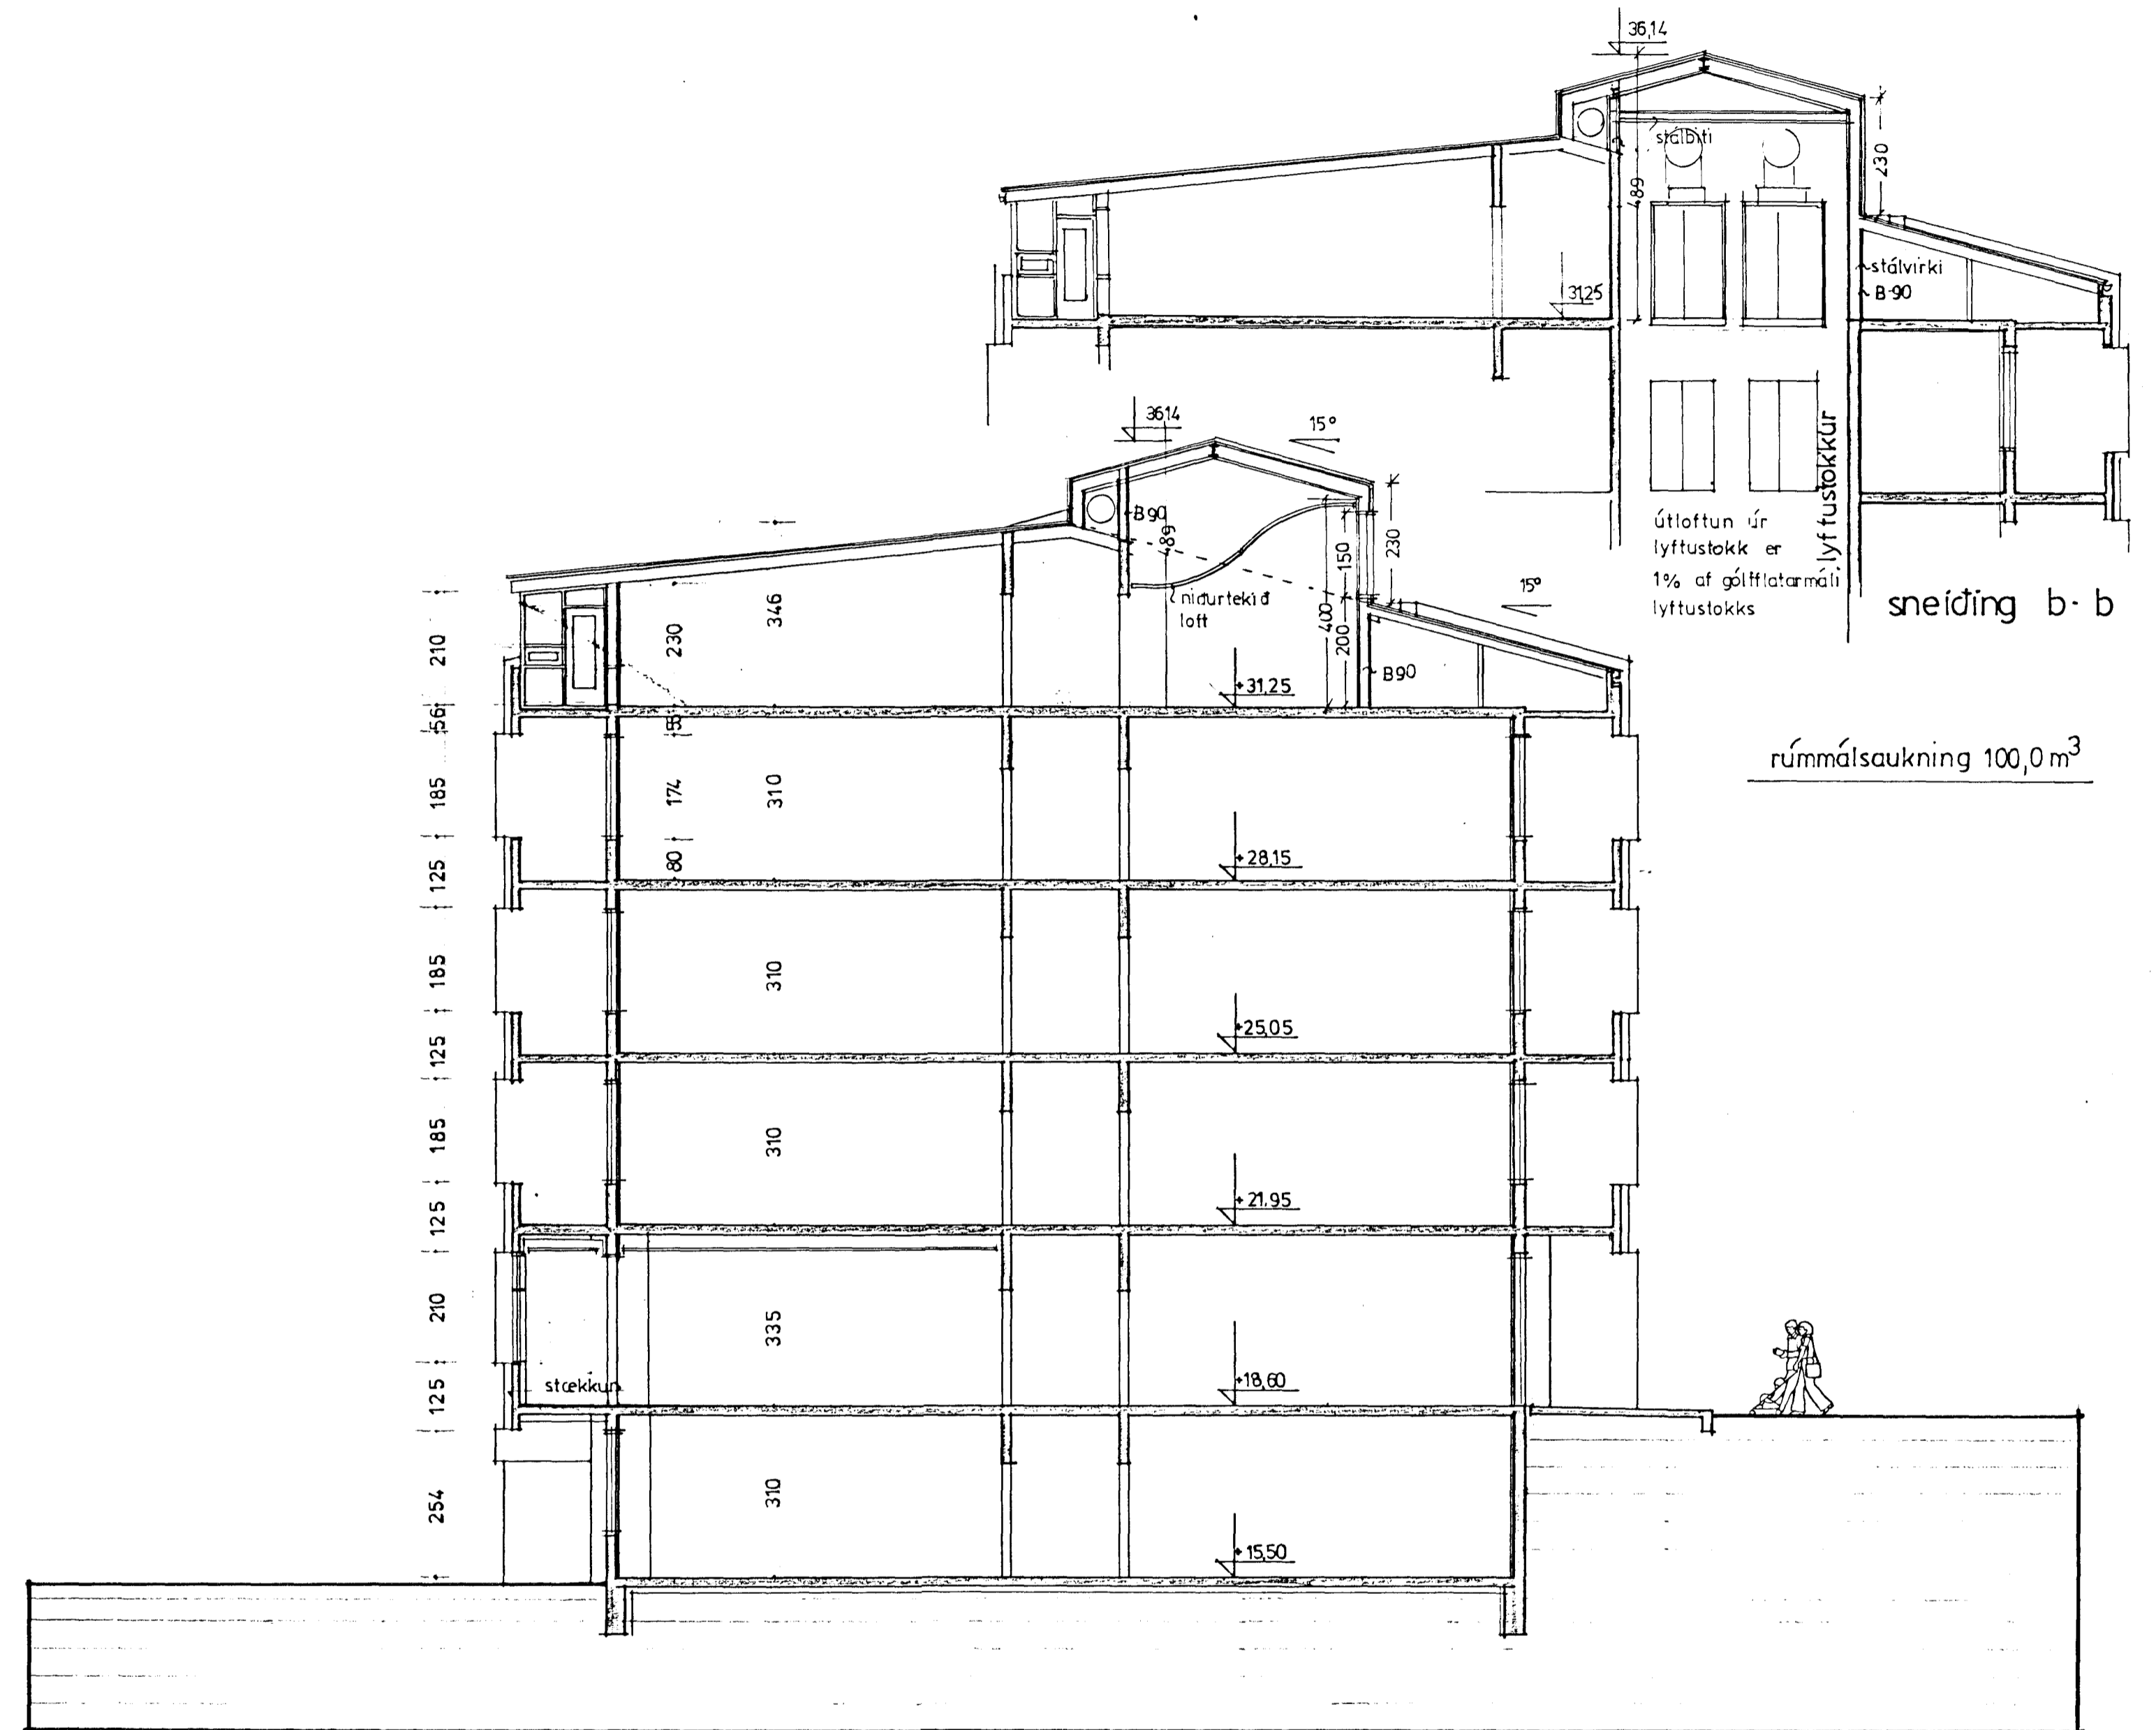 36,14
stálbiti
489
230
31,25
stálvirki
B-90
lyftustokkur
útloftun úr
lyftustokk er
1% af gólfflatarmáli
lyftustokks
sneiðing b-b
rúmmálsaukning 100,0 m³
36,14
15°
B90
489
230
150
400
200
niðurtekið
loft
15°
B90
346
230
210
56
+31,25
185
174
310
125
80
+28,15
185
310
125
+25,05
185
310
125
+21,95
210
335
125
stækkun
+18,60
254
310
+15,50